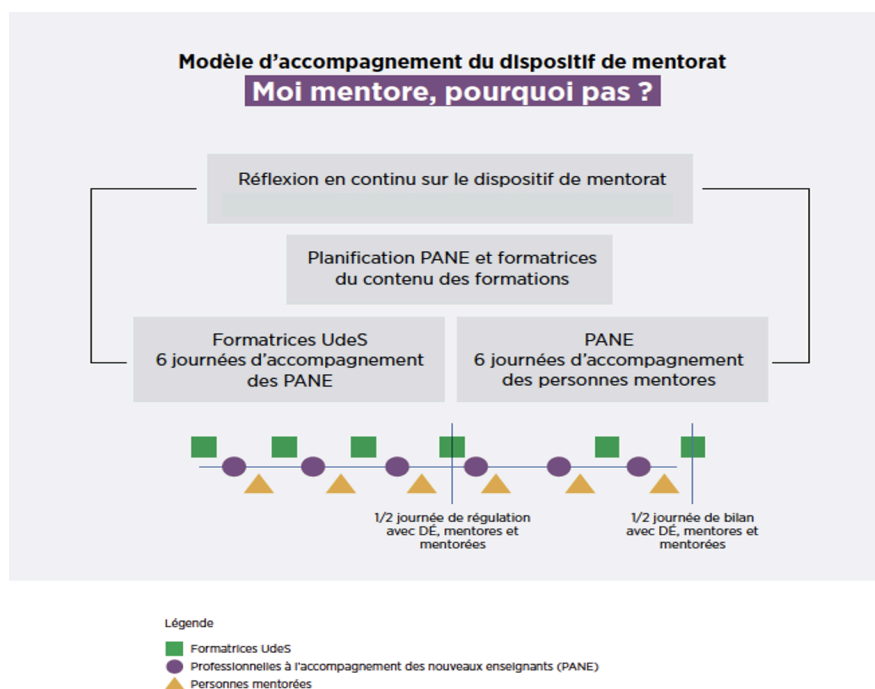 Modèle d'accompagnement du dispositif de mentorat
Moi mentore, pourquoi pas ?
Réflexion en continu sur le dispositif de mentorat
Planification PANE et formatrices
du contenu des formations
Formatrices UdeS
6 journées d'accompagnement
des PANE
PANE
6 journées d'accompagnement
des personnes mentores
1/2 journée de régulation
avec DÉ, mentores et
mentorées
1/2 journée de bilan
avec DÉ, mentores et
mentorées
Légende
Formatrices UdeS
Professionnelles à l'accompagnement des nouveaux enseignants (PANE)
Personnes mentorées